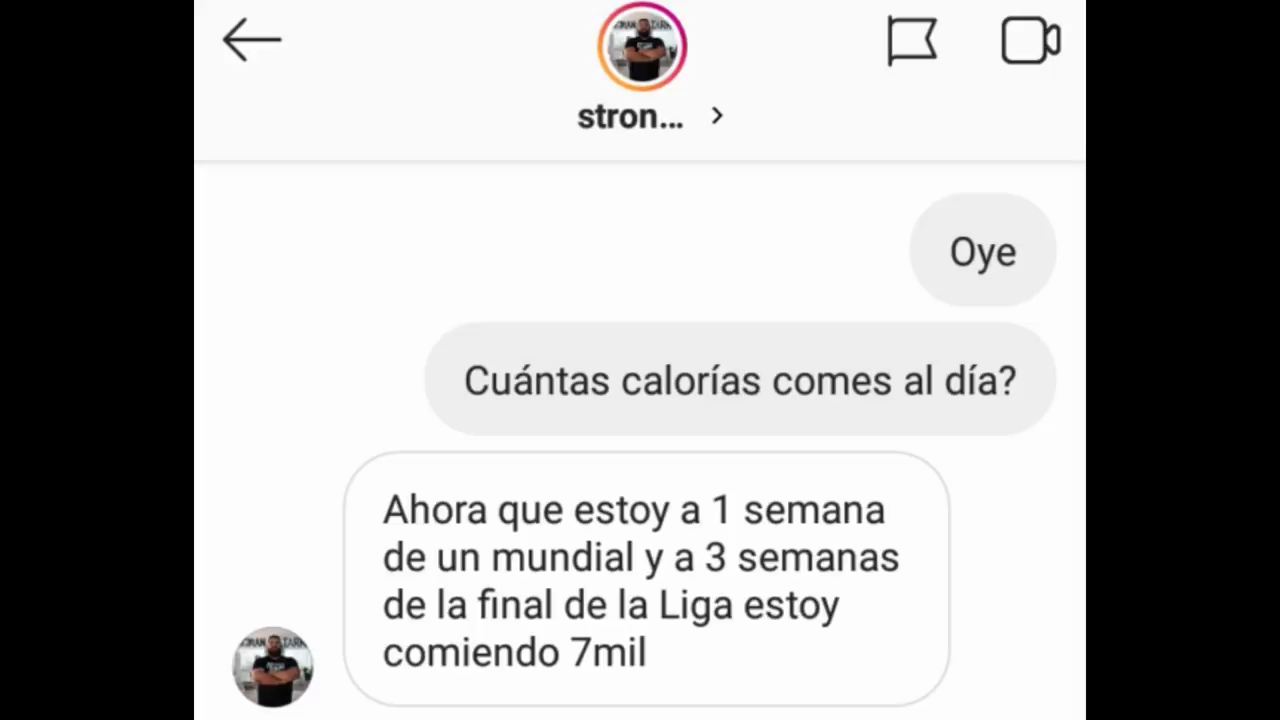 stron...
Oye
Cuántas calorías comes al día?
Ahora que estoy a 1 semana
de un mundial y a 3 semanas
de la final de la Liga estoy
comiendo 7mil